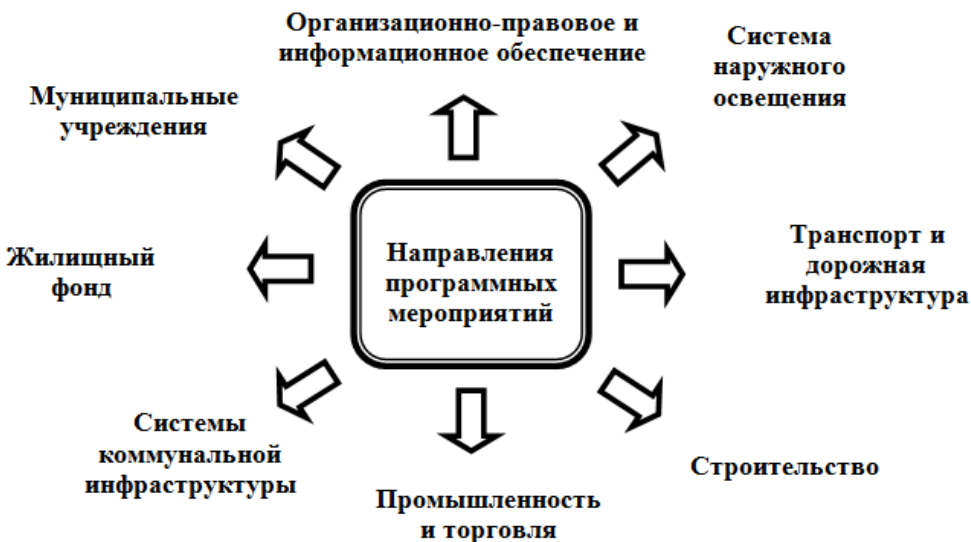 Организационно-правовое и
информационное обеспечение
Система
наружного
освещения
Муниципальные
учреждения
Жилищный
фонд
Направления
программных
мероприятий
Транспорт и
дорожная
инфраструктура
Системы
коммунальной
инфраструктуры
Промышленность
и торговля
Строительство